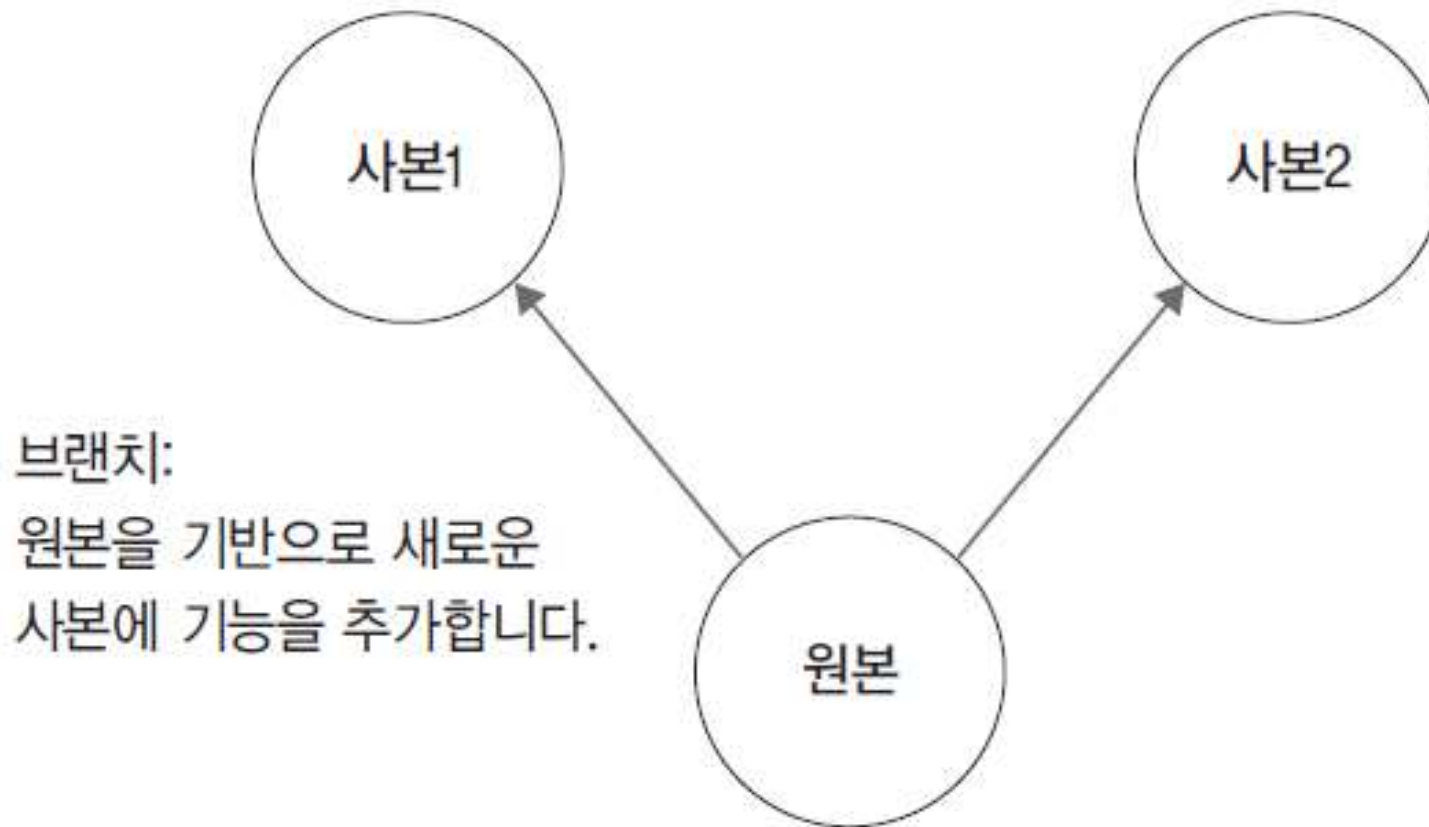 사본1
사본2
브랜치:
원본을 기반으로 새로운
사본에 기능을 추가합니다.
원본